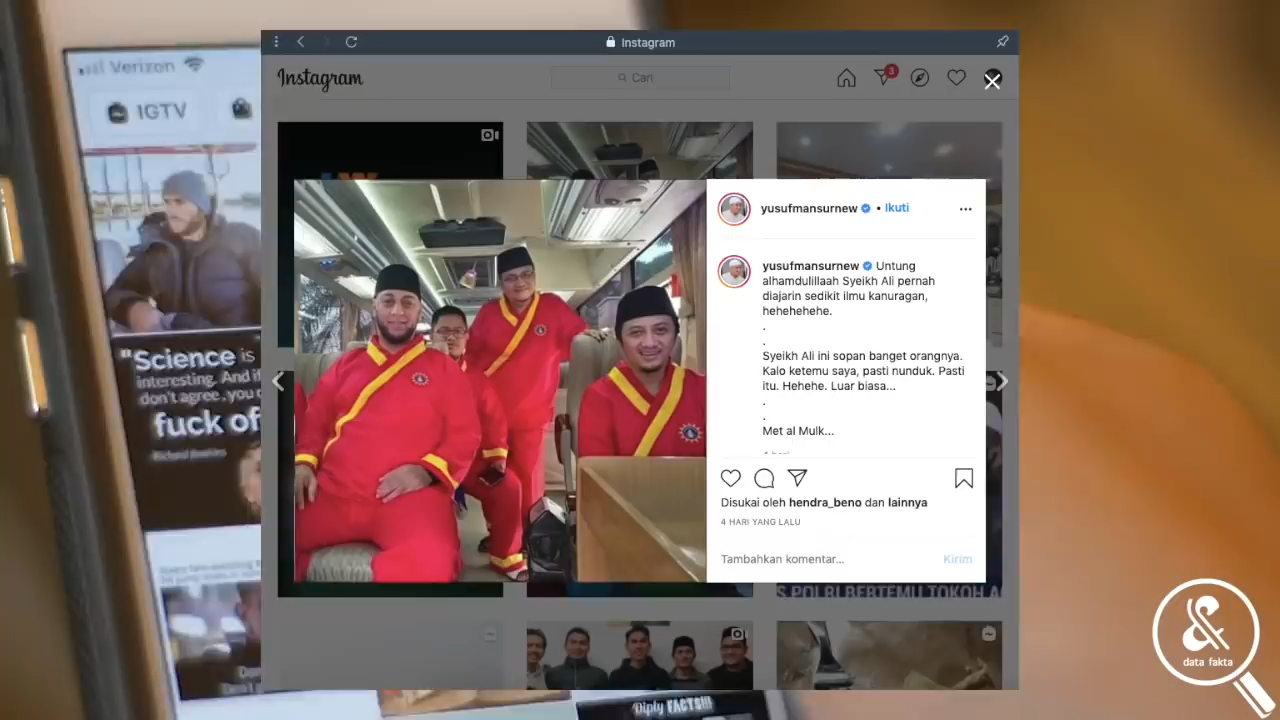 Verizon
IGTV
"Science is
interesting. And if
don't agree, you c
fuck of
Instagram
Instagram
Cari
3
yusufmansurnew • Ikuti
yusufmansurnew Untung
alhamdulillaah Syeikh Ali pernah
diajarin sedikit ilmu kanuragan,
hehehehehe.
.
.
Syeikh Ali ini sopan banget orangnya.
Kalo ketemu saya, pasti nunduk. Pasti
itu. Hehehe. Luar biasa...
.
.
Met al Mulk...
Disukai oleh hendra_beno dan lainnya
4 HARI YANG LALU
Tambahkan komentar...
Kirim
S POLRI BERTEMU TOKOH A
Diply FACTS!!!
data fakta